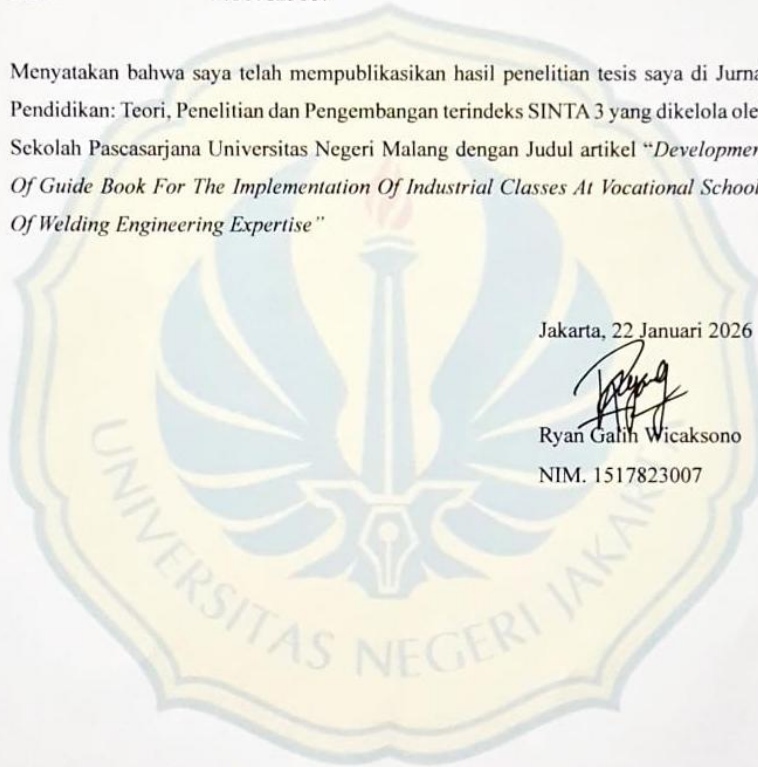 Menyatakan bahwa saya telah mempublikasikan hasil penelitian tesis saya di Jurna
Pendidikan: Teori, Penelitian dan Pengembangan terindeks SINTA 3 yang dikelola ole
Sekolah Pascasarjana Universitas Negeri Malang dengan Judul artikel “Developmen
Of Guide Book For The Implementation Of Industrial Classes At Vocational School
Of Welding Engineering Expertise”
Jakarta, 22 Januari 2026
Ryan Galih Wicaksono
NIM. 1517823007
UNIVERSITAS NEGERI JAKARTA